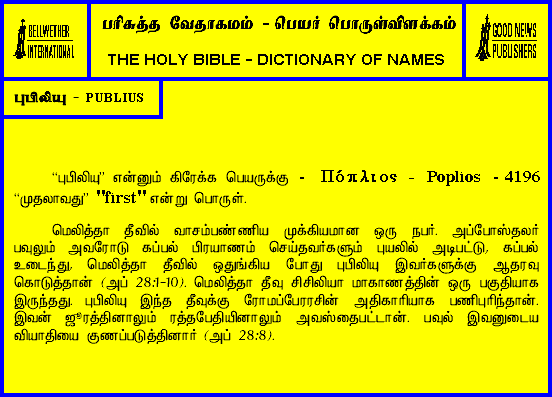 BELLWETHER
INTERNATIONAL
பரிசுத்த வேதாகமம் - பெயர் பொருள்விளக்கம்
THE HOLY BIBLE - DICTIONARY OF NAMES
GOOD NEWS
PUBLISHERS
புபிலியு - PUBLIUS
“புபிலியு” என்னும் கிரேக்க பெயருக்கு - Πόπλιος - Poplios - 4196
“முதலாவது” "first" என்று பொருள்.
மெலித்தா தீவில் வாசம்பண்ணிய முக்கியமான ஒரு நபர். அப்போஸ்தலர்
பவுலும் அவரோடு கப்பல் பிரயாணம் செய்தவர்களும் புயலில் அடிபட்டு, கப்பல்
உடைந்து, மெலித்தா தீவில் ஒதுங்கிய போது புபிலியு இவர்களுக்கு ஆதரவு
கொடுத்தான் (அப் 28:1-10). மெலித்தா தீவு சிசிலியா மாகாணத்தின் ஒரு பகுதியாக
இருந்தது. புபிலியு இந்த தீவுக்கு ரோமப்பேரரசின் அதிகாரியாக பணிபுரிந்தான்.
இவன் ஜுரத்தினாலும் ரத்தபேதியினாலும் அவஸ்தைபட்டான். பவுல் இவனுடைய
வியாதியை குணப்படுத்தினார் (அப் 28:8).